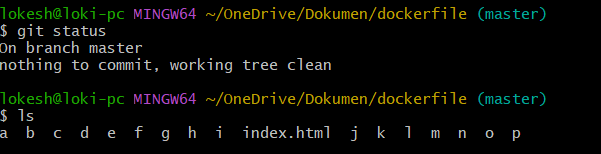 lokesh@loki-pc MINGW64 ~/OneDrive/Dokumen/dockerfile (master)
$ git status
On branch master
nothing to commit, working tree clean
lokesh@loki-pc MINGW64 ~/OneDrive/Dokumen/dockerfile (master)
$ ls
a b c d e f g h i index.html j k l m n o p